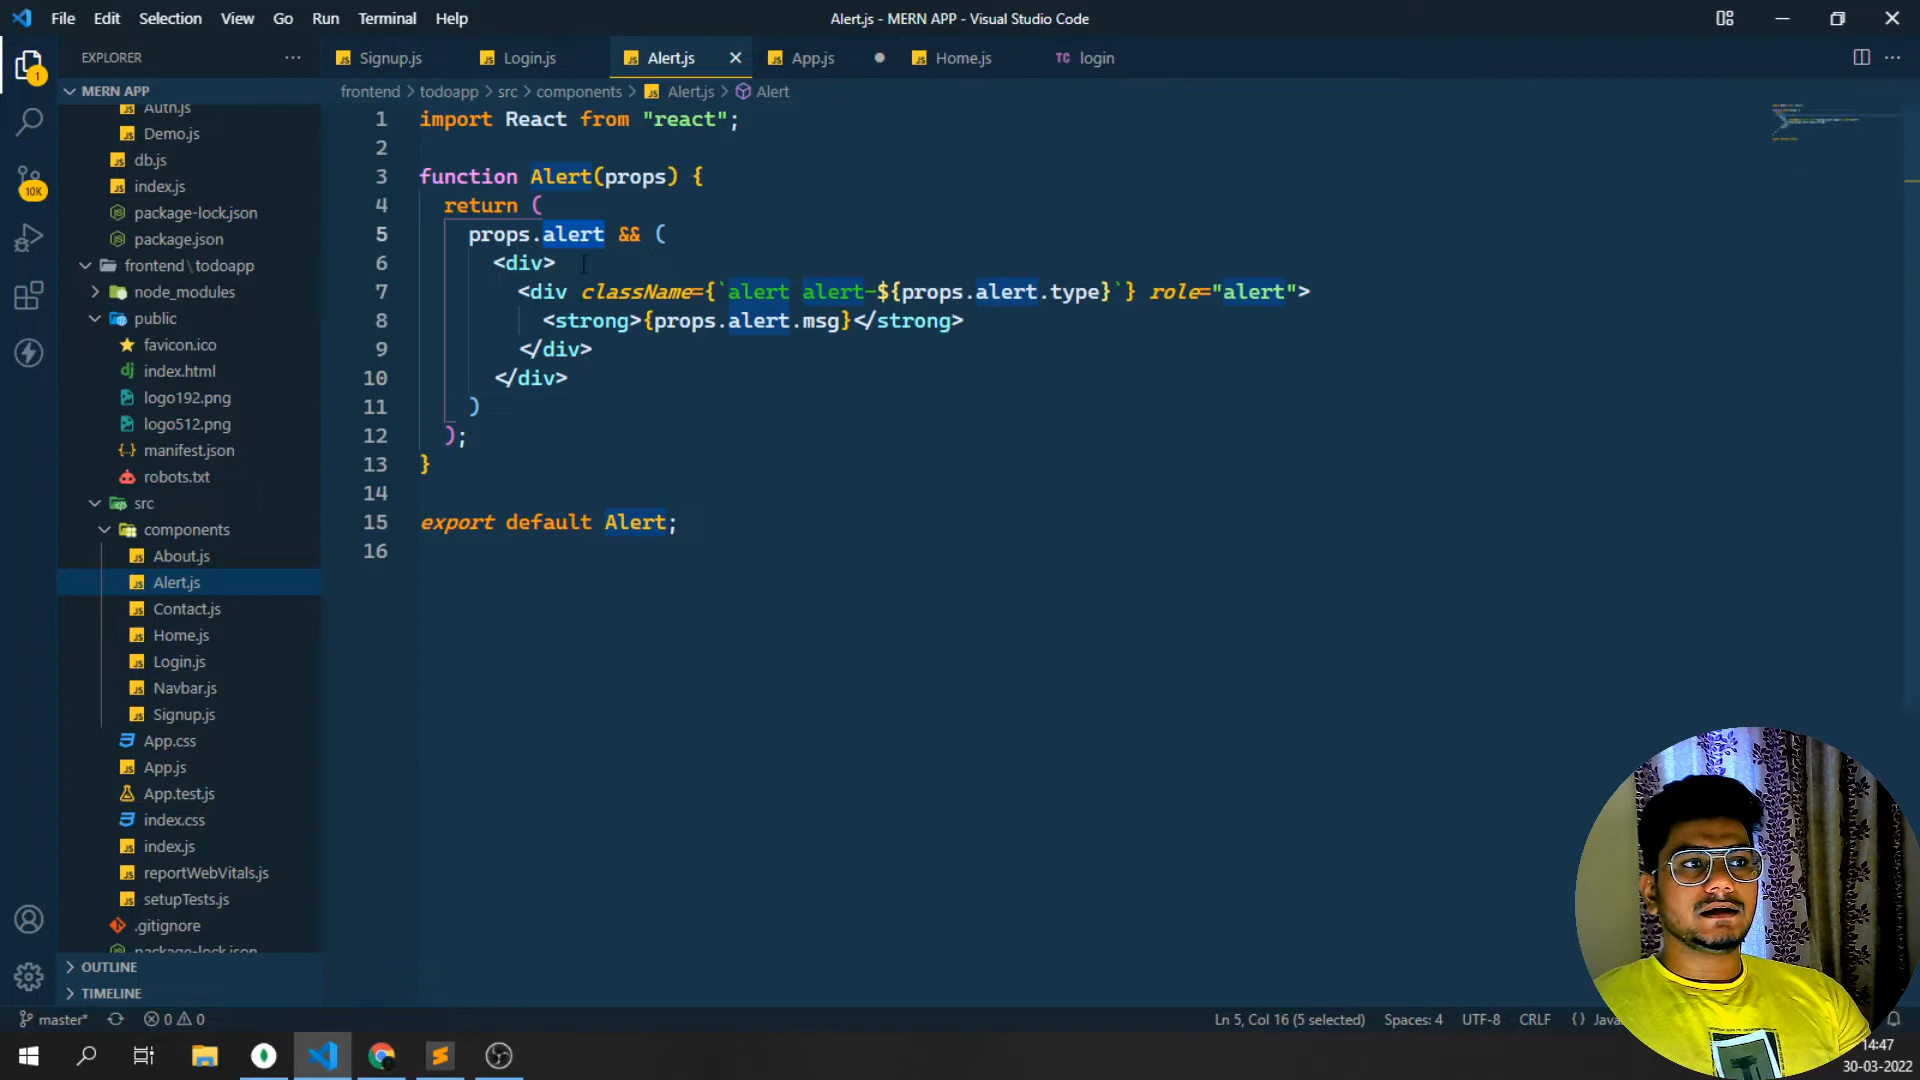 File Edit Selection View Go Run Terminal Help
Alert.js - MERN APP - Visual Studio Code
EXPLORER
Signup.js
Login.js
Alert.js
App.js
Home.js
TC login
1
MERN APP
frontend > todoapp > src > components > Alert.js > Alert
Auth.js
Demo.js
db.js
10K
index.js
package-lock.json
package.json
frontend\todoapp
node_modules
public
favicon.ico
index.html
logo192.png
logo512.png
manifest.json
robots.txt
src
components
About.js
Alert.js
Contact.js
Home.js
Login.js
Navbar.js
Signup.js
App.css
App.js
App.test.js
index.css
index.js
reportWebVitals.js
setupTests.js
.gitignore
package-lock.json
OUTLINE
TIMELINE
1 import React from "react";
2
3 function Alert(props) {
4 return (
5 props.alert && (
6 <div>
7 <div className={`alert alert-${props.alert.type}`} role="alert">
8 <strong>{props.alert.msg}</strong>
9 </div>
10 </div>
11 )
12 );
13 }
14
15 export default Alert;
16
master* 0 0
Ln 5, Col 16 (5 selected) Spaces: 4 UTF-8 CRLF {}
14:47
30-03-2022